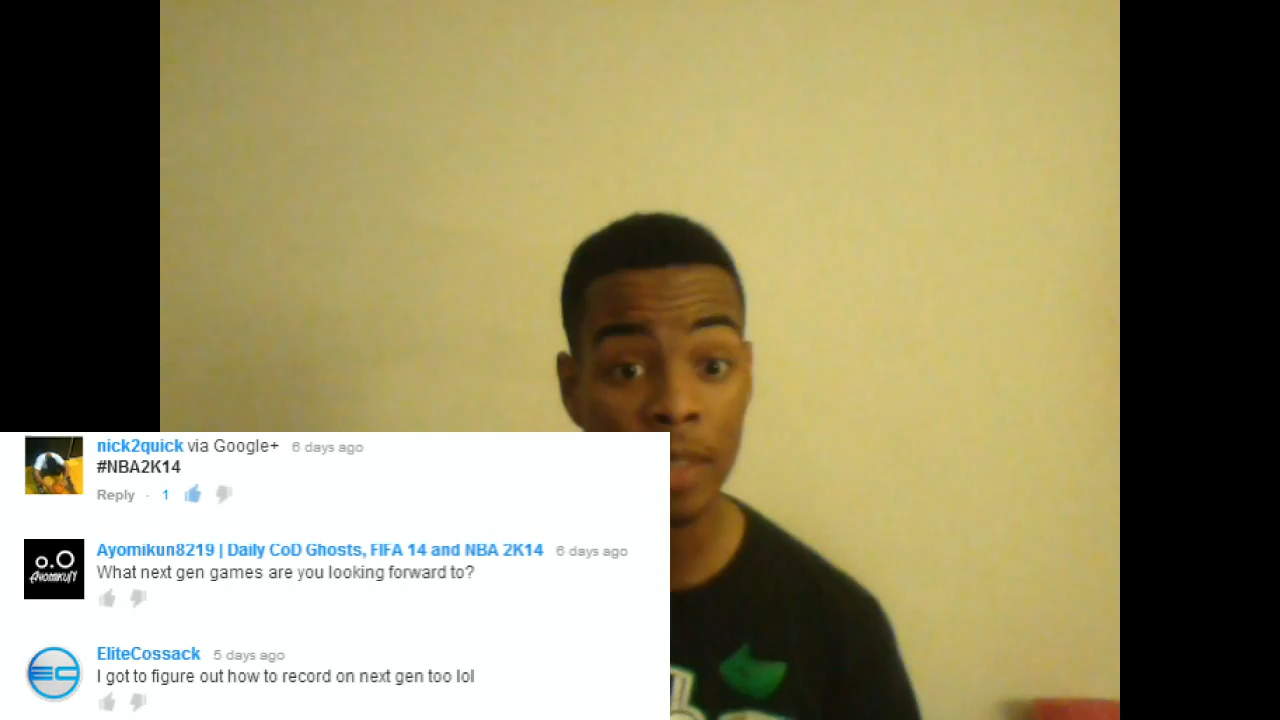 nick2quick via Google+ 6 days ago
#NBA2K14
Reply · 1
o.O
AYOMIKUN
Ayomikun8219 | Daily CoD Ghosts, FIFA 14 and NBA 2K14 6 days ago
What next gen games are you looking forward to?
EC
EliteCossack 5 days ago
I got to figure out how to record on next gen too lol